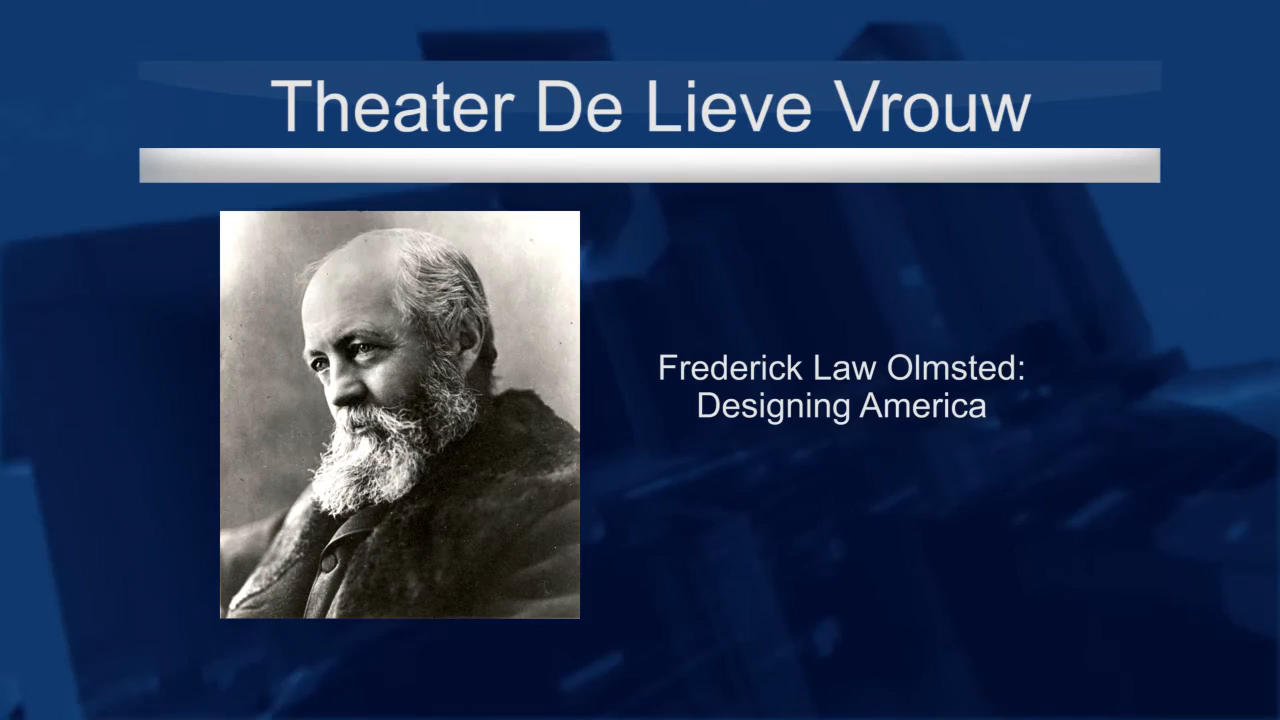 Theater De Lieve Vrouw
Frederick Law Olmsted:
Designing America